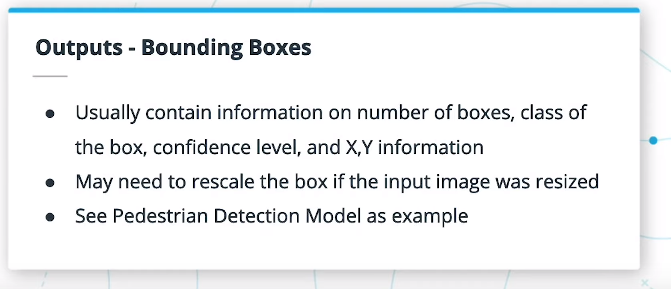 Outputs - Bounding Boxes
● Usually contain information on number of boxes, class of
the box, confidence level, and X,Y information
● May need to rescale the box if the input image was resized
● See Pedestrian Detection Model as example